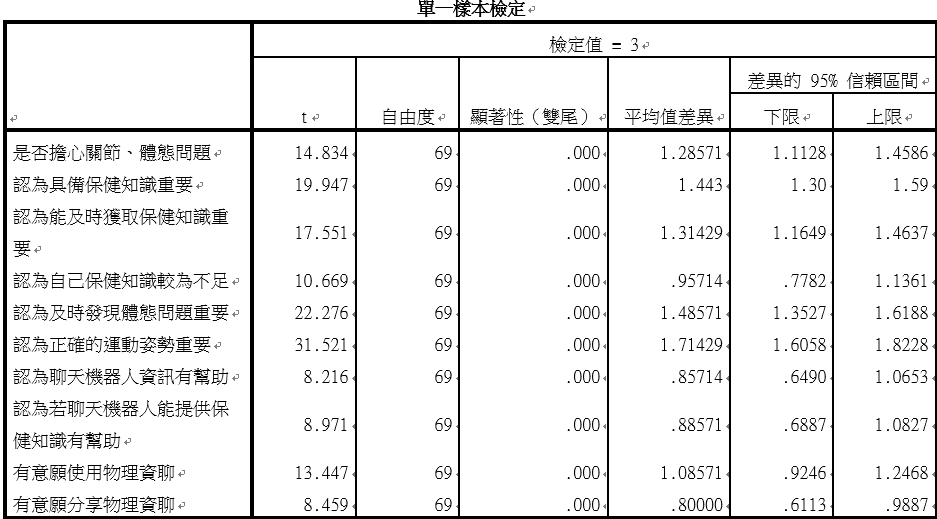 單一樣本檢定
檢定值 = 3
差異的 95% 信賴區間
t 自由度 顯著性（雙尾） 平均值差異 下限 上限
是否擔心關節、體態問題 14.834 69 .000 1.28571 1.1128 1.4586
認為具備保健知識重要 19.947 69 .000 1.443 1.30 1.59
認為能及時獲取保健知識重
要 17.551 69 .000 1.31429 1.1649 1.4637
認為自己保健知識較為不足 10.669 69 .000 .95714 .7782 1.1361
認為及時發現體態問題重要 22.276 69 .000 1.48571 1.3527 1.6188
認為正確的運動姿勢重要 31.521 69 .000 1.71429 1.6058 1.8228
認為聊天機器人資訊有幫助 8.216 69 .000 .85714 .6490 1.0653
認為若聊天機器人能提供保
健知識有幫助 8.971 69 .000 .88571 .6887 1.0827
有意願使用物理資聊 13.447 69 .000 1.08571 .9246 1.2468
有意願分享物理資聊 8.459 69 .000 .80000 .6113 .9887